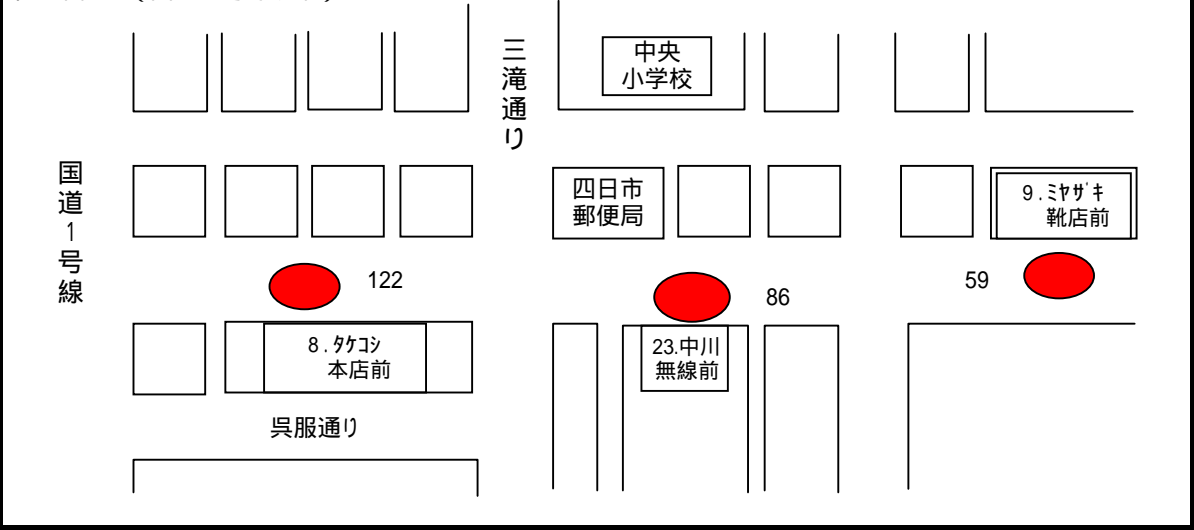 三滝通り
中央
小学校
国道1号線
四日市
郵便局
9.ﾐﾔｻﾞｷ
靴店前
122
86
59
8.ﾀｹｺｼ
本店前
23.中川
無線前
呉服通り